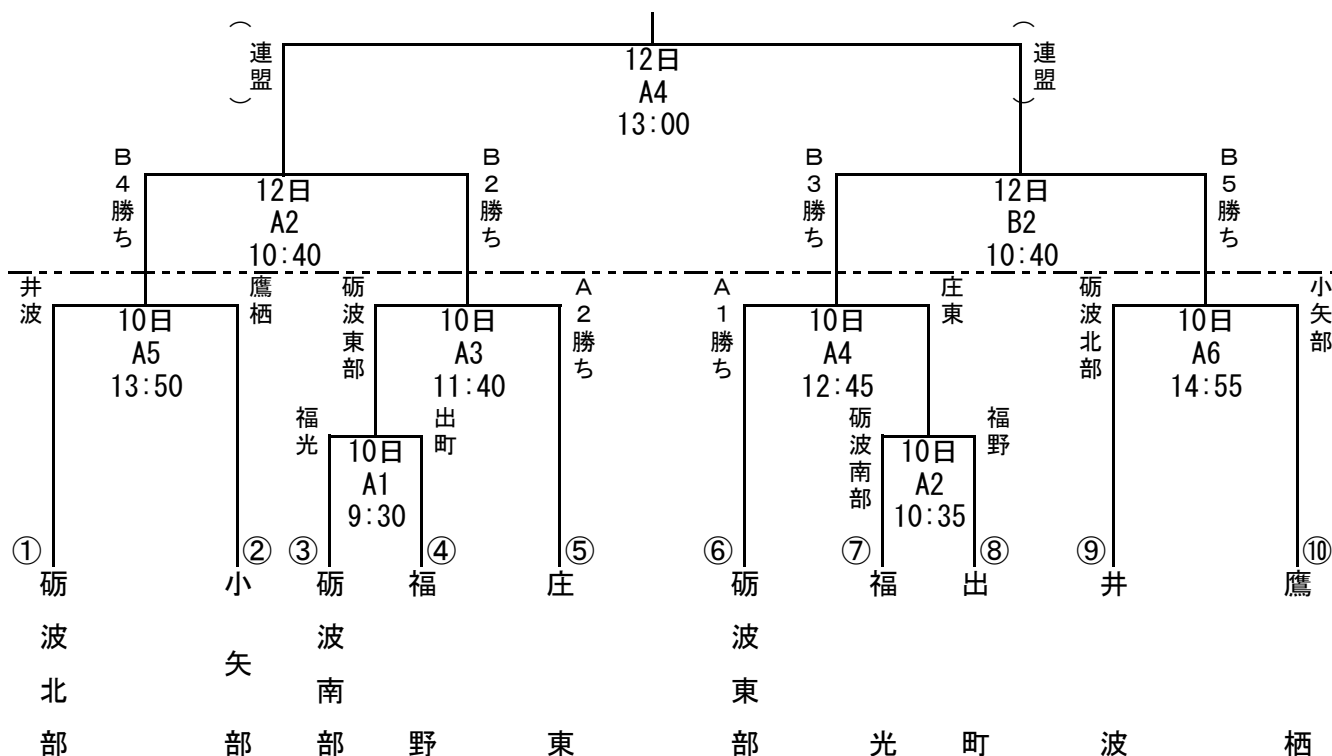 （連盟）
12日
A4
13:00
（連盟）
B4勝ち
12日
A2
10:40
B2勝ち
B3勝ち
12日
B2
10:40
B5勝ち
井波
10日
A5
13:50
鷹栖
砺波東部
10日
A3
11:40
A2勝ち
A1勝ち
10日
A4
12:45
庄東
砺波北部
10日
A6
14:55
小矢部
福光
10日
A1
9:30
出町
砺波南部
10日
A2
10:35
福野
①
砺波北部
②
小矢部
③
砺波南部
④
福野
⑤
庄東
⑥
砺波東部
⑦
福光
⑧
出町
⑨
井波
⑩
鷹栖